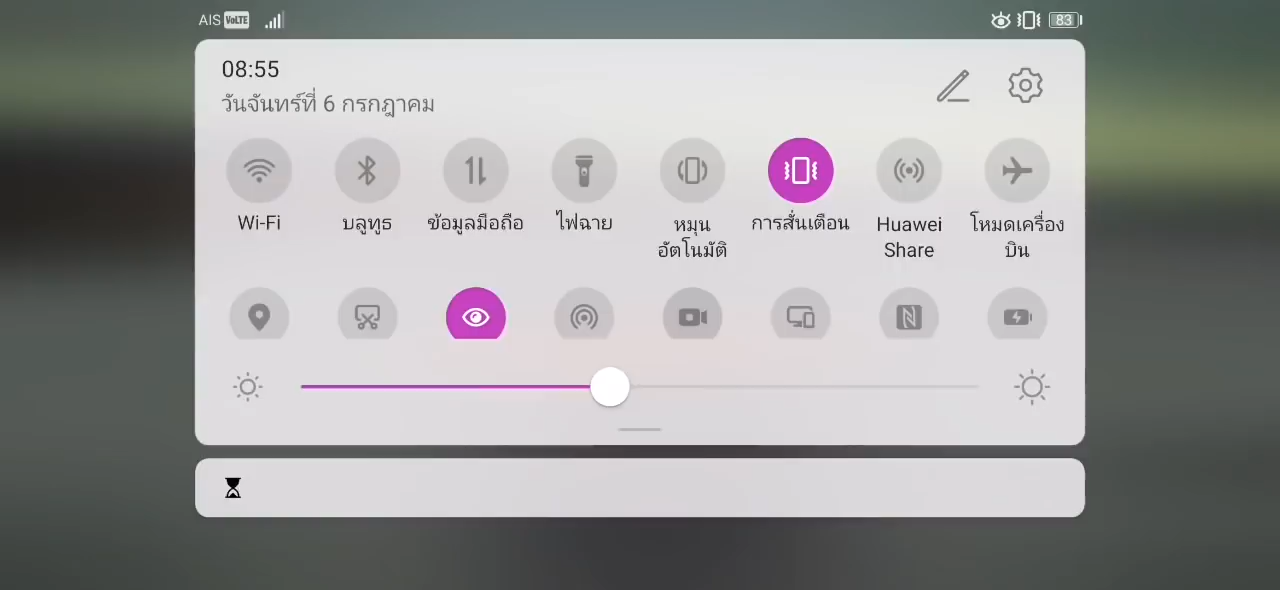 AIS VoLTE
83
08:55
วันจันทร์ที่ 6 กรกฎาคม
Wi-Fi
บลูทูธ
ข้อมูลมือถือ
ไฟฉาย
หมุน
อัตโนมัติ
การสั่นเตือน
Huawei
Share
โหมดเครื่อง
บิน